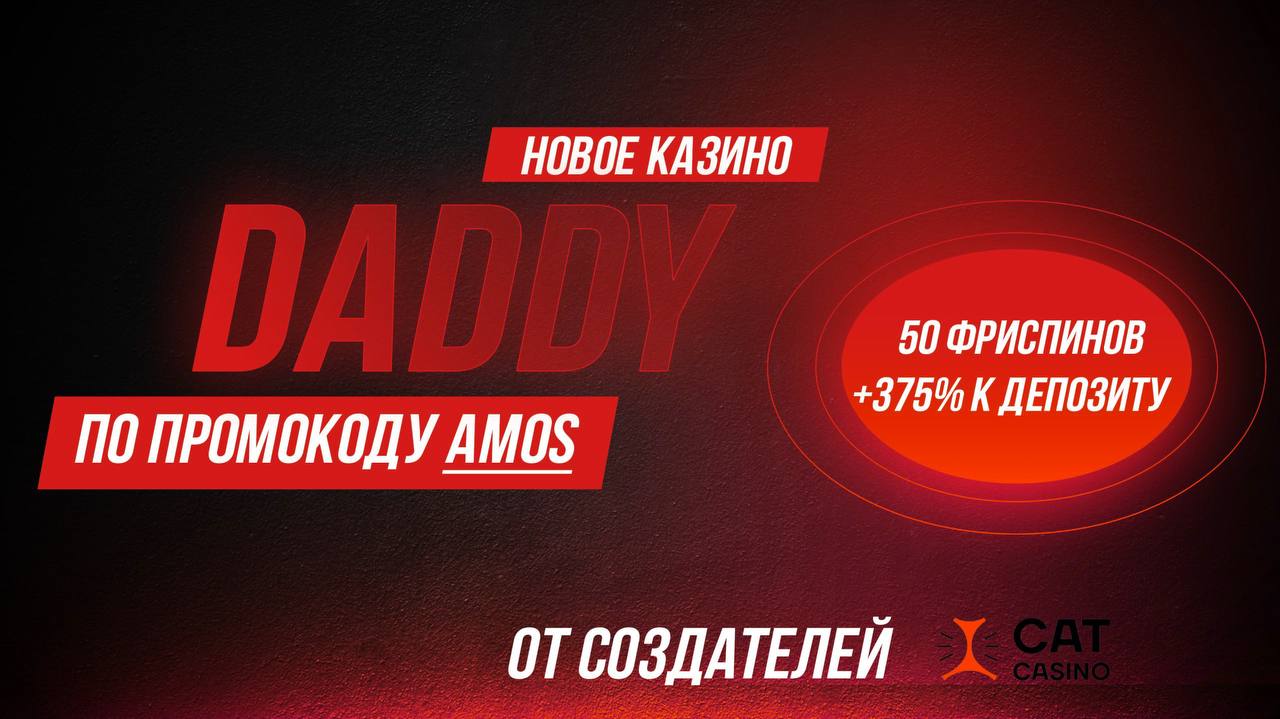 НОВОЕ КАЗИНО
DADDY
ПО ПРОМОКОДУ AMOS
50 ФРИСПИНОВ
+375% К ДЕПОЗИТУ
ОТ СОЗДАТЕЛЕЙ
CAT
CASINO